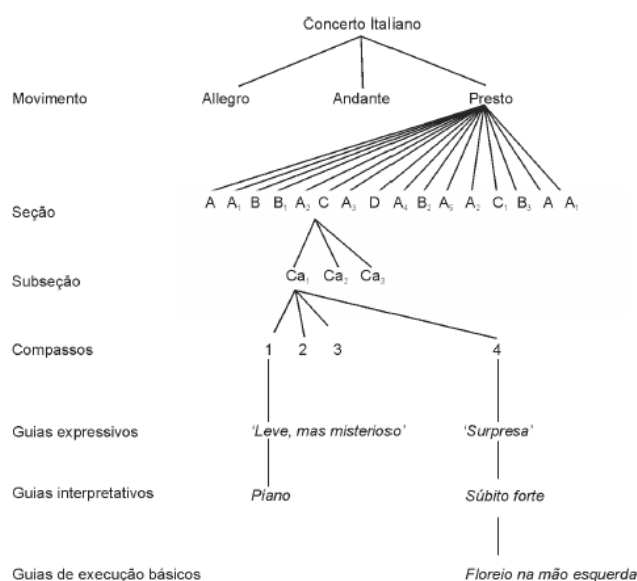 Concerto Italiano
Movimento Allegro Andante Presto
Seção A A₁ B B₁ A₂ C A₃ D A₄ B₂ A₅ A₂ C₁ B₃ A A₁
Subseção Ca₁ Ca₂ Ca₃
Compassos 1 2 3 4
Guias expressivos 'Leve, mas misterioso' 'Surpresa'
Guias interpretativos Piano Súbito forte
Guias de execução básicos Floreio na mão esquerda